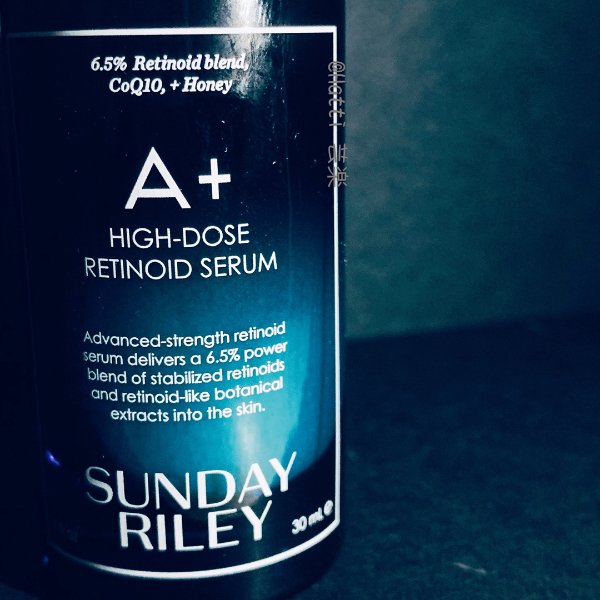 6.5% Retinoid blend,
CoQ10, + Honey
A+
HIGH-DOSE
RETINOID SERUM
Advanced-strength retinoid
serum delivers a 6.5% power
blend of stabilized retinoids
and retinoid-like botanical
extracts into the skin.
SUNDAY
RILEY
30 mL ℮